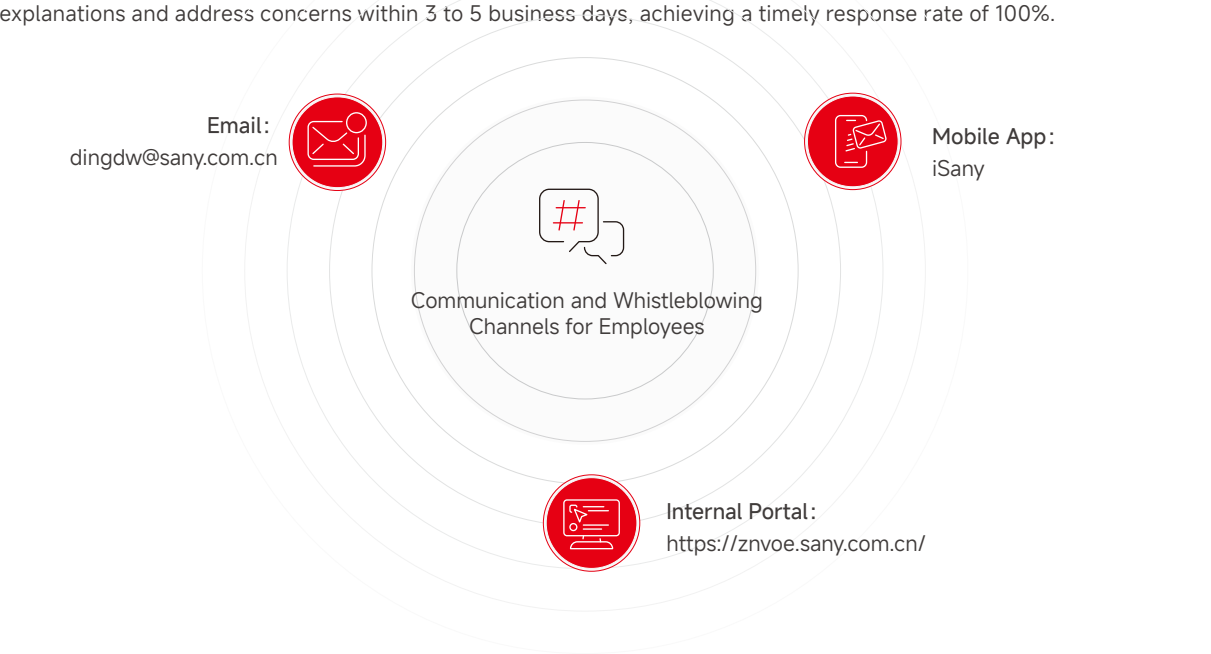 explanations and address concerns within 3 to 5 business days, achieving a timely response rate of 100%.
Email:
dingdw@sany.com.cn
Mobile App:
iSany
#
Communication and Whistleblowing
Channels for Employees
Internal Portal:
https://znvoe.sany.com.cn/